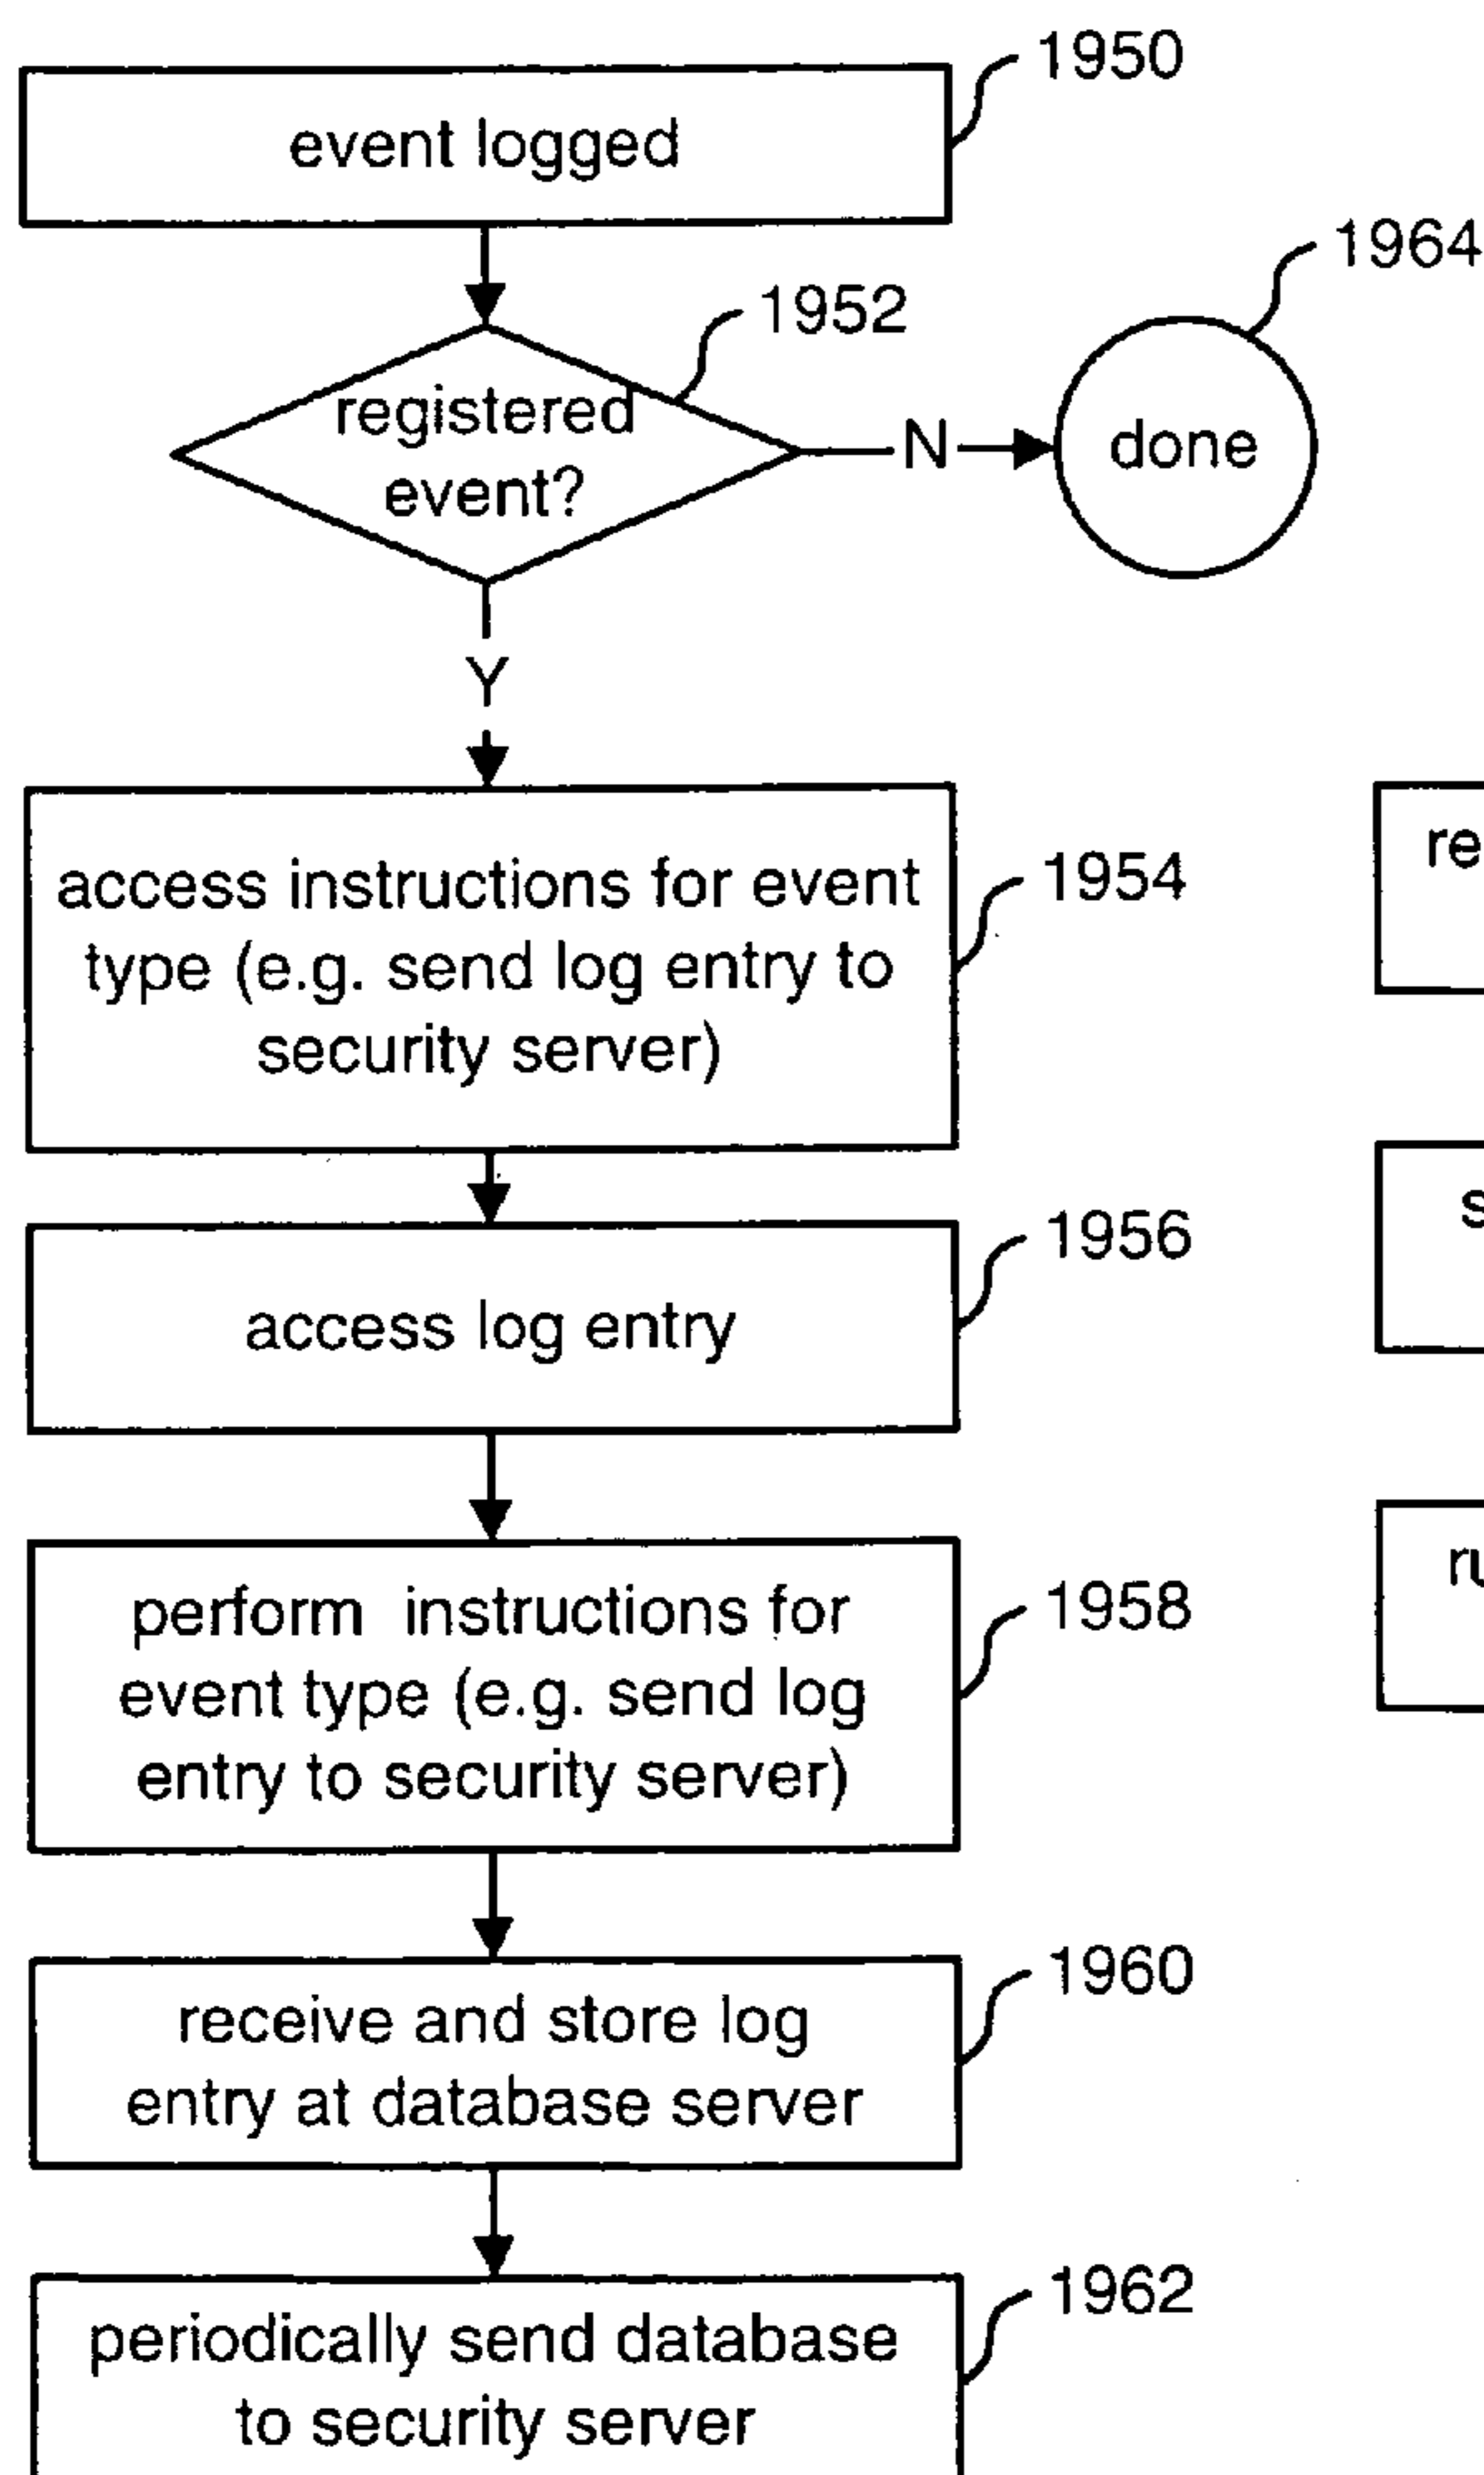 1950
event logged
1964
1952
registered
event?
N
done
Y
access instructions for event
type (e.g. send log entry to
security server)
1954
1956
access log entry
perform instructions for
event type (e.g. send log
entry to security server)
1958
1960
receive and store log
entry at database server
1962
periodically send database
to security server